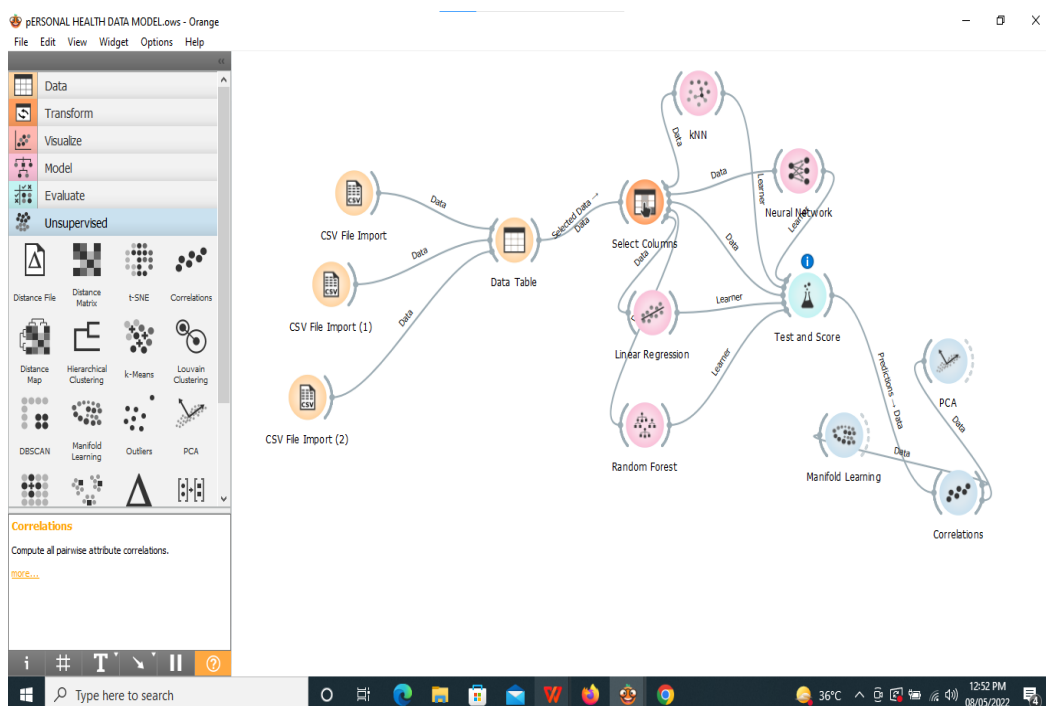 pERSONAL HEALTH DATA MODEL.ows - Orange
File Edit View Widget Options Help
Data
Transform
Visualize
Model
Evaluate
Unsupervised
Distance File
Distance
Matrix
t-SNE
Correlations
Distance
Map
Hierarchical
Clustering
k-Means
Louvain
Clustering
DBSCAN
Manifold
Learning
Outliers
PCA
Correlations
Compute all pairwise attribute correlations.
more...
CSV File Import
CSV File Import (1)
CSV File Import (2)
Data
Data
Data
Data Table
Selected Data →
Data
Select Columns
Data
kNN
Data
Neural Network
Learner
Learner
Data
Data
Linear Regression
Learner
Test and Score
Random Forest
Learner
Predictions → Data
PCA
Data
Manifold Learning
Data
Correlations
Type here to search
36°C
12:52 PM
08/05/2022
4